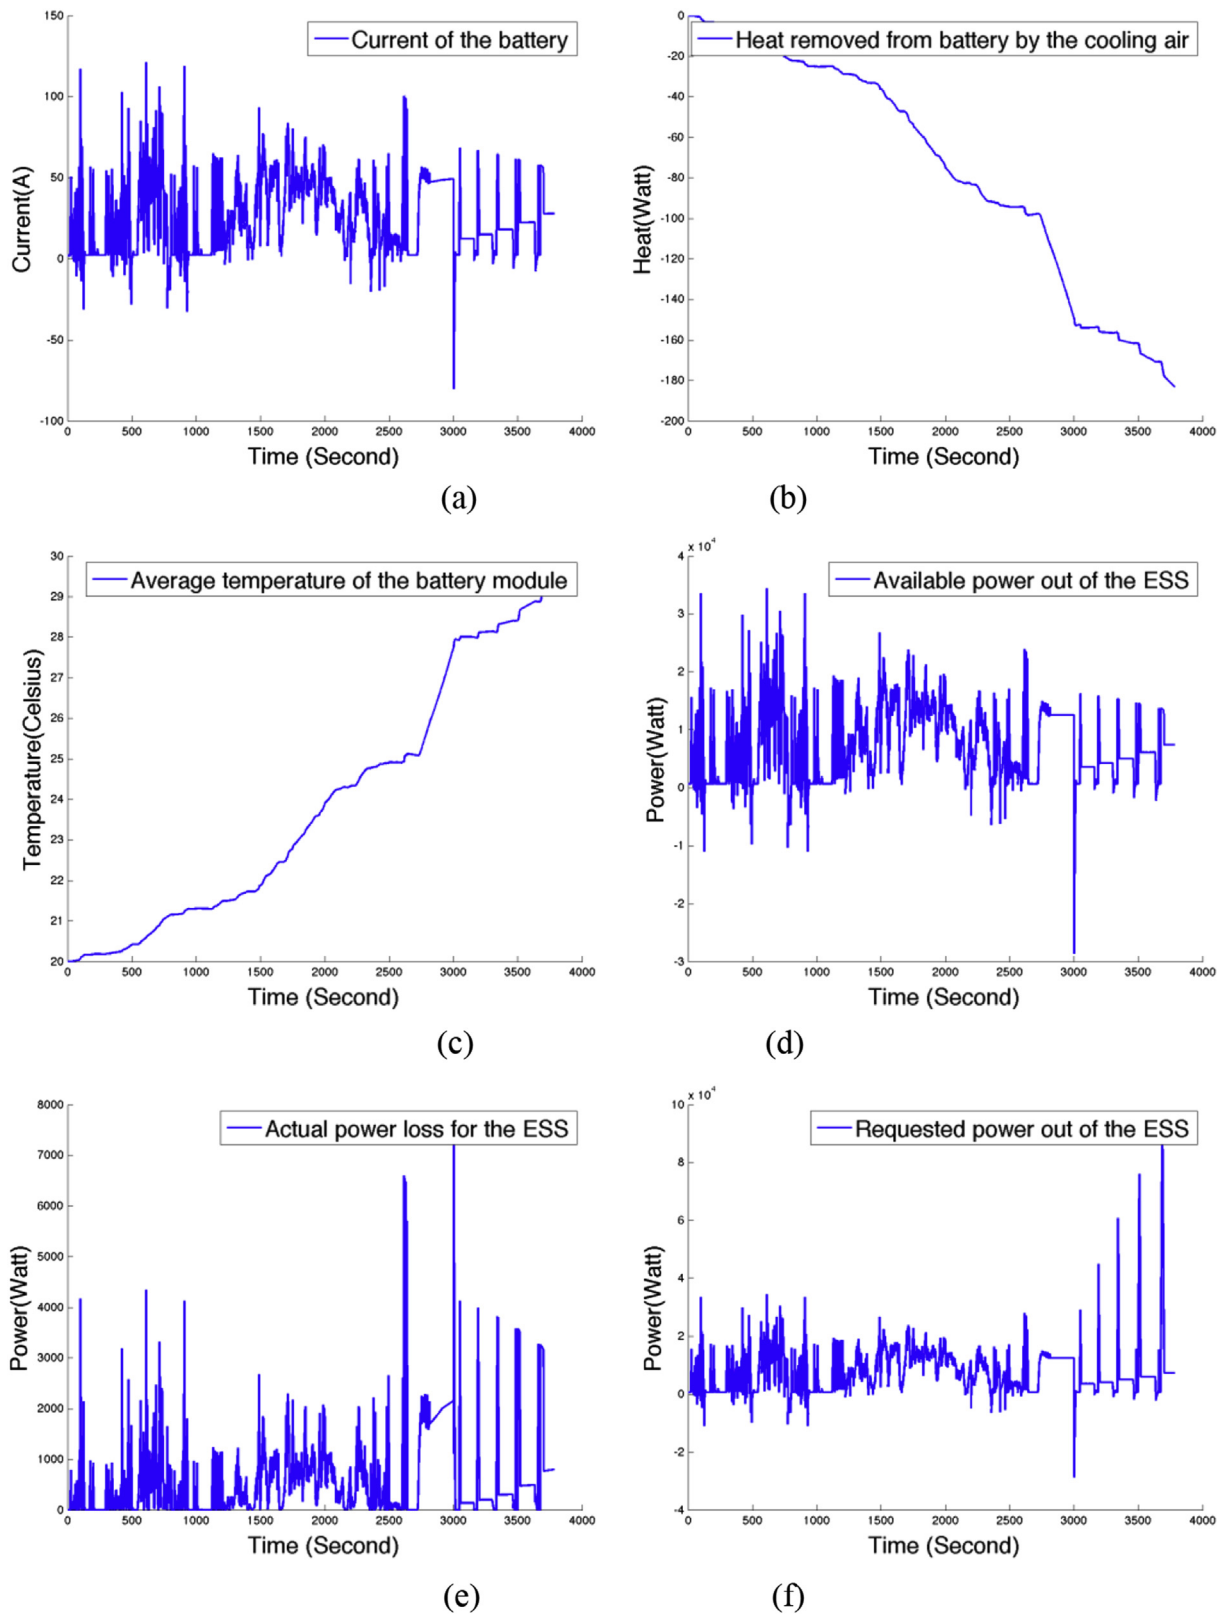 150
Current of the battery
100
50
0
-50
-100
Current(A)
0 500 1000 1500 2000 2500 3000 3500 4000
Time (Second)
(a)
0
Heat removed from battery by the cooling air
-20
-40
-60
-80
-100
-120
-140
-160
-180
-200
Heat(Watt)
0 500 1000 1500 2000 2500 3000 3500 4000
Time (Second)
(b)
30
Average temperature of the battery module
29
28
27
26
25
24
23
22
21
20
Temperature(Celsius)
0 500 1000 1500 2000 2500 3000 3500 4000
Time (Second)
(c)
x 10^4
4
Available power out of the ESS
3
2
1
0
-1
-2
-3
Power(Watt)
0 500 1000 1500 2000 2500 3000 3500 4000
Time (Second)
(d)
8000
Actual power loss for the ESS
7000
6000
5000
4000
3000
2000
1000
0
Power(Watt)
0 500 1000 1500 2000 2500 3000 3500 4000
Time (Second)
(e)
x 10^4
10
Requested power out of the ESS
8
6
4
2
0
-2
-4
Power(Watt)
0 500 1000 1500 2000 2500 3000 3500 4000
Time (Second)
(f)